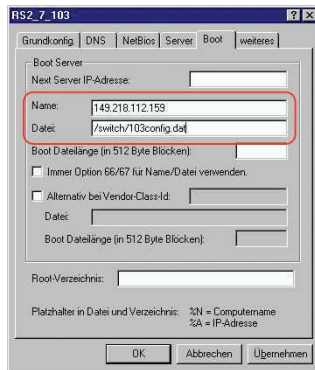 RS2_7_103
Grundkonfig. DNS NetBios Server Boot weiteres
Boot Server
Next Server IP-Adresse:
Name: 149.218.112.159
Datei: /switch/103config.dat
Boot Dateilänge (in 512 Byte Blöcken):
Immer Option 66/67 für Name/Datei verwenden.
Alternativ bei Vendor-Class-Id:
Datei:
Boot Dateilänge (in 512 Byte Blöcken):
Root-Verzeichnis:
Platzhalter in Datei und Verzeichnis: %N = Computername
%A = IP-Adresse
OK Abbrechen Übernehmen